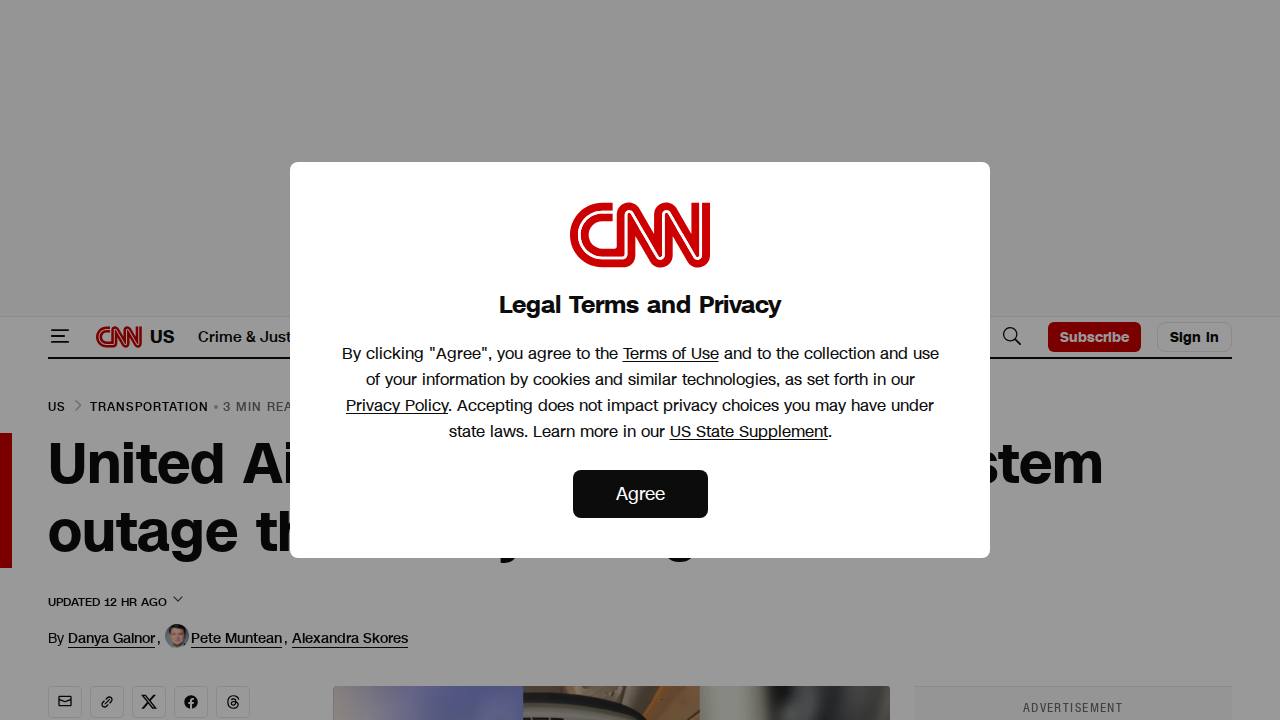 CNN
Legal Terms and Privacy
By clicking "Agree", you agree to the Terms of Use and to the collection and use
of your information by cookies and similar technologies, as set forth in our
Privacy Policy. Accepting does not impact privacy choices you may have under
state laws. Learn more in our US State Supplement.
Agree
CNN US Crime & Just
Subscribe Sign in
US TRANSPORTATION • 3 MIN REA
United Ai stem
outage th
UPDATED 12 HR AGO
By Danya Gainor, Pete Muntean, Alexandra Skores
ADVERTISEMENT